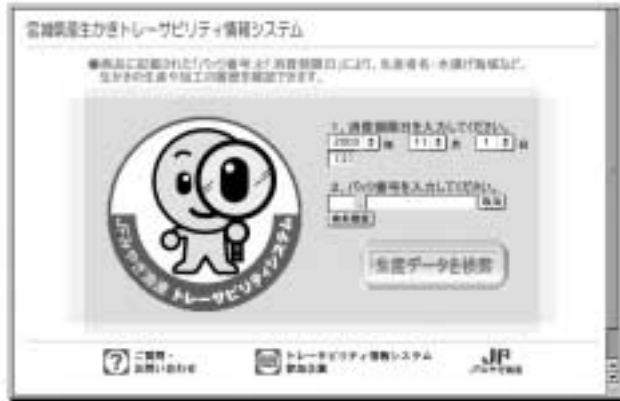 宮城県産生かきトレーサビリティ情報システム
●商品に記載された「パック番号」と「消費期限日」により、生産者名・水揚げ海域など、
生かきの生産や加工の履歴を確認できます。
1. 消費期限日を入力してください。
2003 年 11 月 1 日
2. パック番号を入力してください。
生産データを検索
トレーサビリティシステム
ご質問・
お問い合わせ
トレーサビリティ情報システム
参加企業